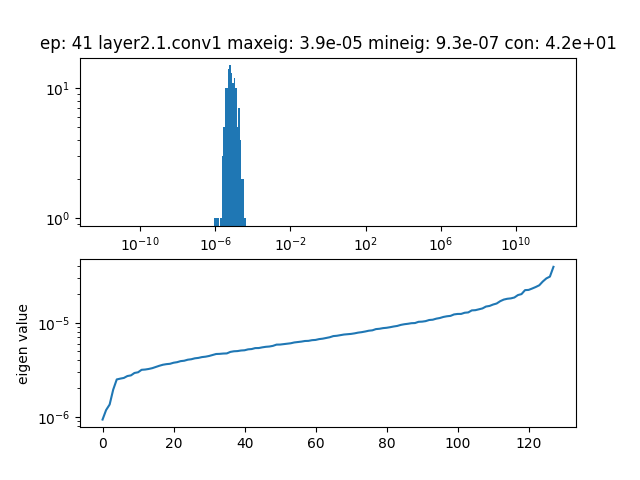 ep: 41 layer2.1.conv1 maxeig: 3.9e-05 mineig: 9.3e-07 con: 4.2e+01
10¹
10⁰
10⁻¹⁰ 10⁻⁶ 10⁻² 10² 10⁶ 10¹⁰
eigen value
10⁻⁵
10⁻⁶
0 20 40 60 80 100 120